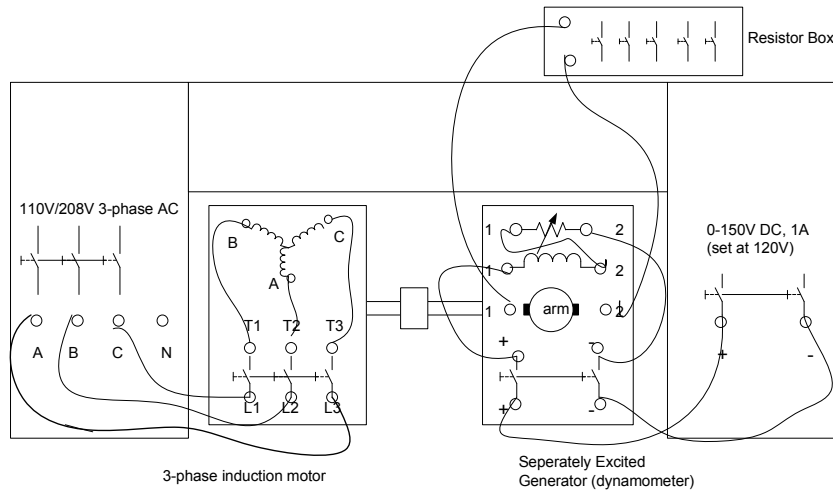 Resistor Box
110V/208V 3-phase AC
0-150V DC, 1A
(set at 120V)
B
C
A
1
2
1
2
1
arm
2
T1
T2
T3
A
B
C
N
+
-
+
-
L1
L2
L3
+
-
3-phase induction motor
Seperately Excited
Generator (dynamometer)